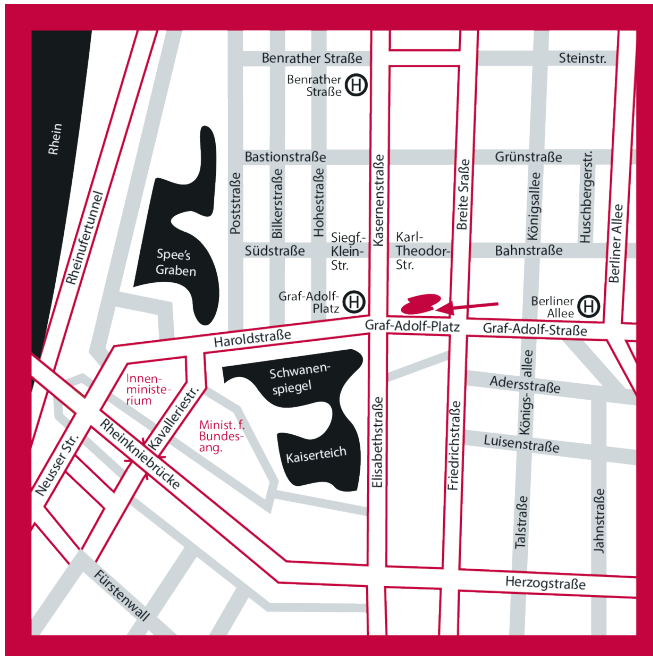 Benrather Straße
Steinstr.
Benrather
Straße
H
Rhein
Bastionstraße
Grünstraße
Poststraße
Bilkerstraße
Hohestraße
Kasernenstraße
Breite Sraße
Königsallee
Huschbergerstr.
Berliner Allee
Rheinufertunnel
Spee's
Graben
Südstraße
Siegf.-
Klein-
Str.
Karl-
Theodor-
Str.
Bahnstraße
Graf-Adolf-
Platz
H
Berliner
Allee
H
Haroldstraße
Graf-Adolf-Platz
Graf-Adolf-Straße
Innen-
ministe-
rium
Schwanen-
spiegel
Königs-
allee
Adersstraße
Kavalleriestr.
Minist. f.
Bundes-
ang.
Kaiserteich
Elisabethstraße
Friedrichstraße
Luisenstraße
Neusser Str.
Rheinkniebrücke
Talstraße
Jahnstraße
Fürstenwall
Herzogstraße